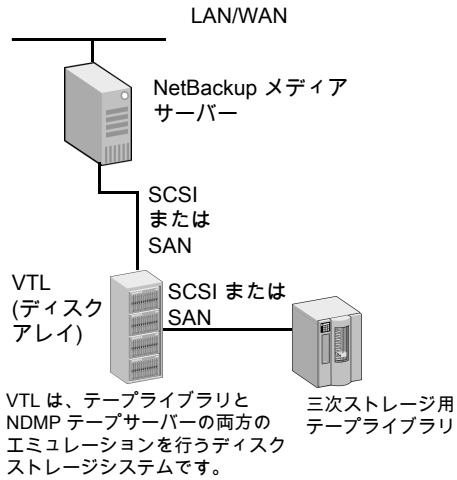 LAN/WAN
NetBackup メディア
サーバー
SCSI
または
SAN
VTL
(ディスク
アレイ)
SCSI または
SAN
VTL は、テープライブラリと
NDMP テープサーバーの両方の
エミュレーションを行うディスク
ストレージシステムです。
三次ストレージ用
テープライブラリ